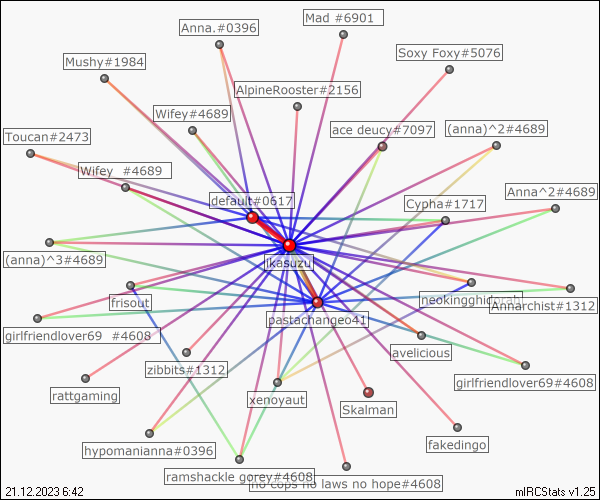 Mad #6901
Anna.#0396
Soxy Foxy#5076
Mushy#1984
AlpineRooster#2156
Wifey#4689
ace deucy#7097
(anna)^2#4689
Toucan#2473
Wifey  #4689
Anna^2#4689
default#0617
Cypha#1717
(anna)^3#4689
ikasuzu
frisout
neokingghidorah
Annarchist#1312
pastachangeo41
girlfriendlover69  #4608
avelicious
zibbits#1312
girlfriendlover69#4608
rattgaming
xenoyaut
Skalman
fakedingo
hypomanianna#0396
ramshackle gorey#4608
no cops no laws no hope#4608
21.12.2023 6:42
mIRCStats v1.25